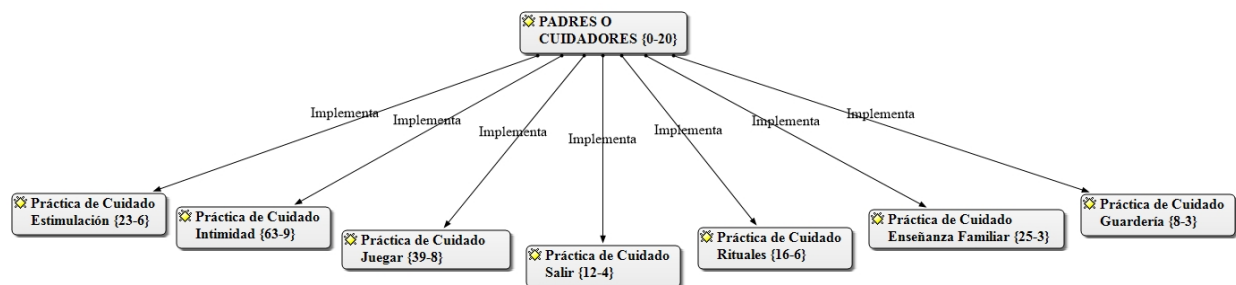 PADRES O
CUIDADORES {0-20}
Implementa
Implementa
Implementa
Implementa
Implementa
Implementa
Implementa
Práctica de Cuidado
Estimulación {23-6}
Práctica de Cuidado
Intimidad {63-9}
Práctica de Cuidado
Juegar {39-8}
Práctica de Cuidado
Salir {12-4}
Práctica de Cuidado
Rituales {16-6}
Práctica de Cuidado
Enseñanza Familiar {25-3}
Práctica de Cuidado
Guardería {8-3}